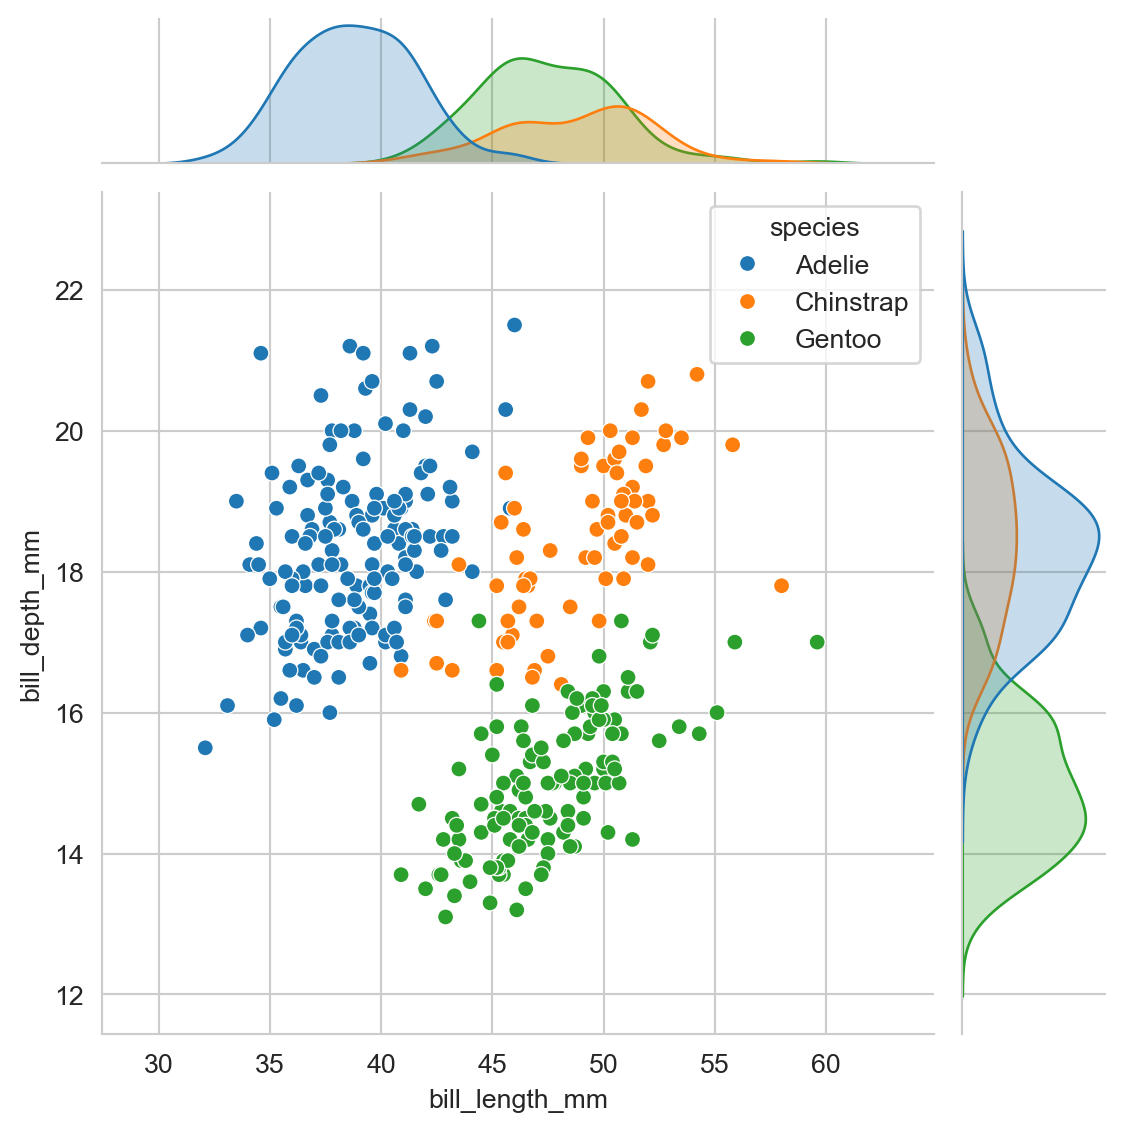 species
Adelie
Chinstrap
Gentoo
22
20
18
16
14
12
bill_depth_mm
30 35 40 45 50 55 60
bill_length_mm